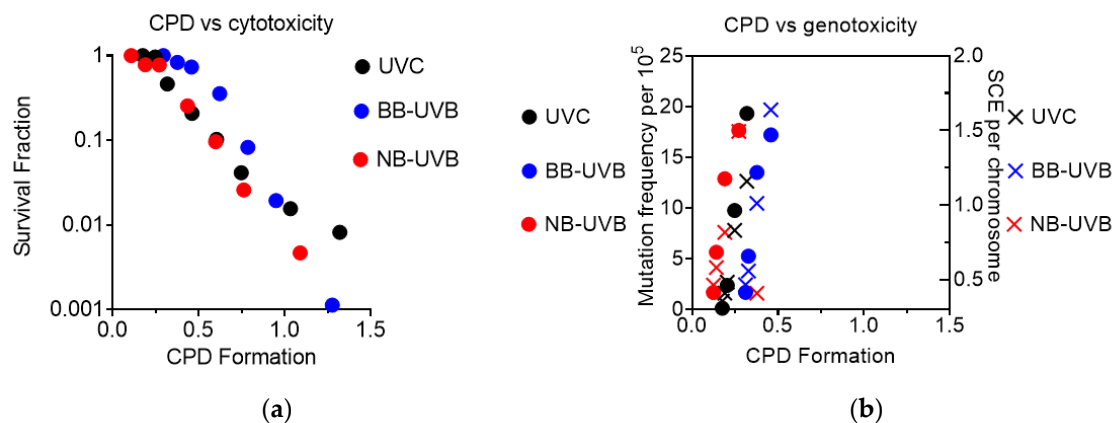 CPD vs cytotoxicity
Survival Fraction
1
0.1
0.01
0.001
0.0
0.5
1.0
1.5
CPD Formation
UVC
BB-UVB
NB-UVB
(a)
CPD vs genotoxicity
UVC
BB-UVB
NB-UVB
Mutation frequency per 10⁵
25
20
15
10
5
0
0.0
0.5
1.0
1.5
CPD Formation
2.0
1.5
1.0
0.5
SCE per chromosome
UVC
BB-UVB
NB-UVB
(b)